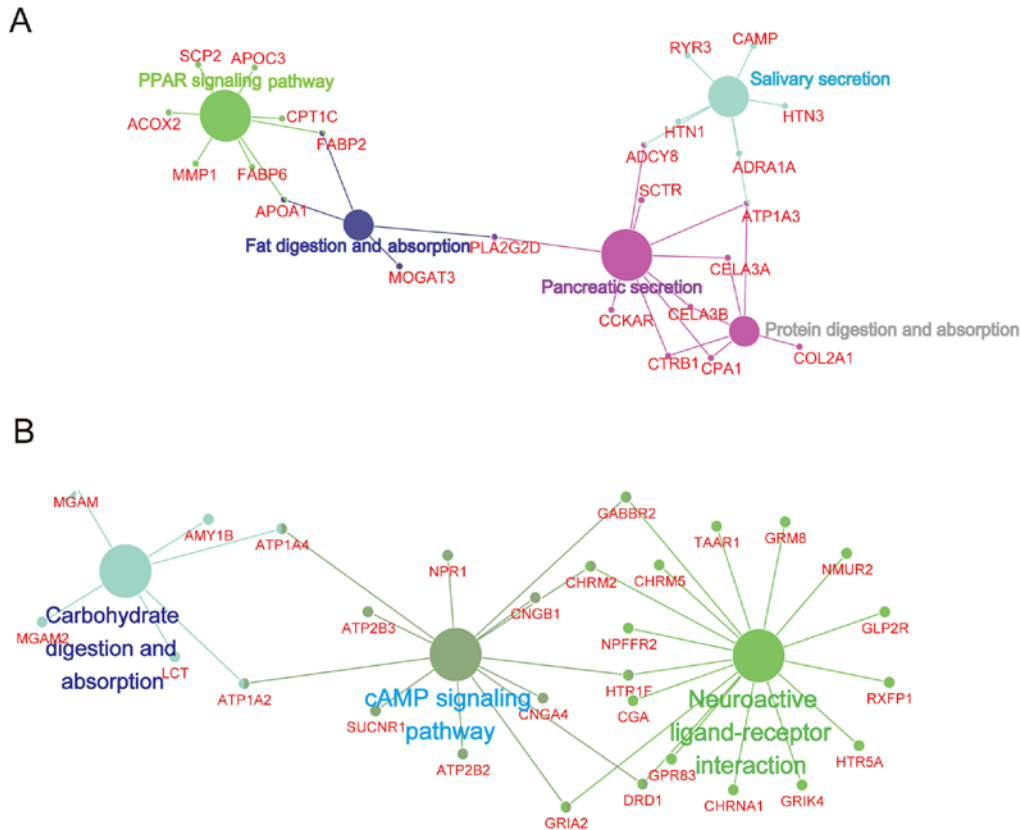 A
SCP2
APOC3
PPAR signaling pathway
ACOX2
CPT1C
FABP2
MMP1
FABP6
APOA1
Fat digestion and absorption
MOGAT3
PLA2G2D
RYR3
CAMP
Salivary secretion
HTN3
HTN1
ADCY8
ADRA1A
SCTR
ATP1A3
CELA3A
Pancreatic secretion
CCKAR
CELA3B
Protein digestion and absorption
CTRB1
CPA1
COL2A1
B
MGAM
AMY1B
ATP1A4
MGAM2
Carbohydrate
digestion and
absorption
LCT
ATP1A2
NPR1
ATP2B3
CNGB1
cAMP signaling
pathway
SUCNR1
CNGA4
ATP2B2
GABBR2
CHRM2
CHRM5
TAAR1
GRM8
NMUR2
NPFFR2
GLP2R
HTR1F
CGA
RXFP1
Neuroactive
ligand-receptor
interaction
HTR5A
GPR83
DRD1
CHRNA1
GRIK4
GRIA2